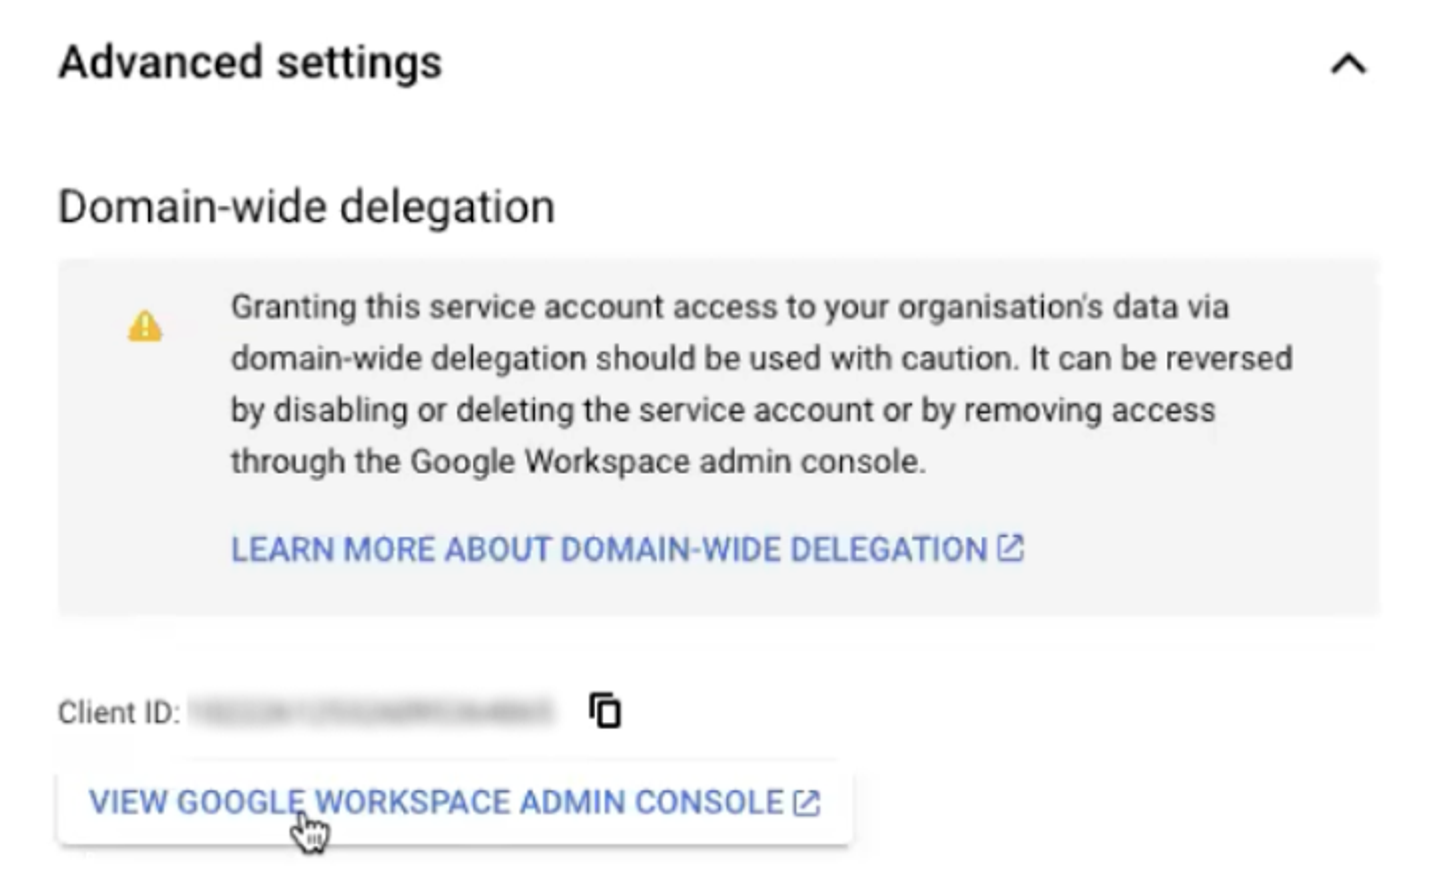 Advanced settings
Domain-wide delegation
Granting this service account access to your organisation's data via
domain-wide delegation should be used with caution. It can be reversed
by disabling or deleting the service account or by removing access
through the Google Workspace admin console.
LEARN MORE ABOUT DOMAIN-WIDE DELEGATION
Client ID:
VIEW GOOGLE WORKSPACE ADMIN CONSOLE